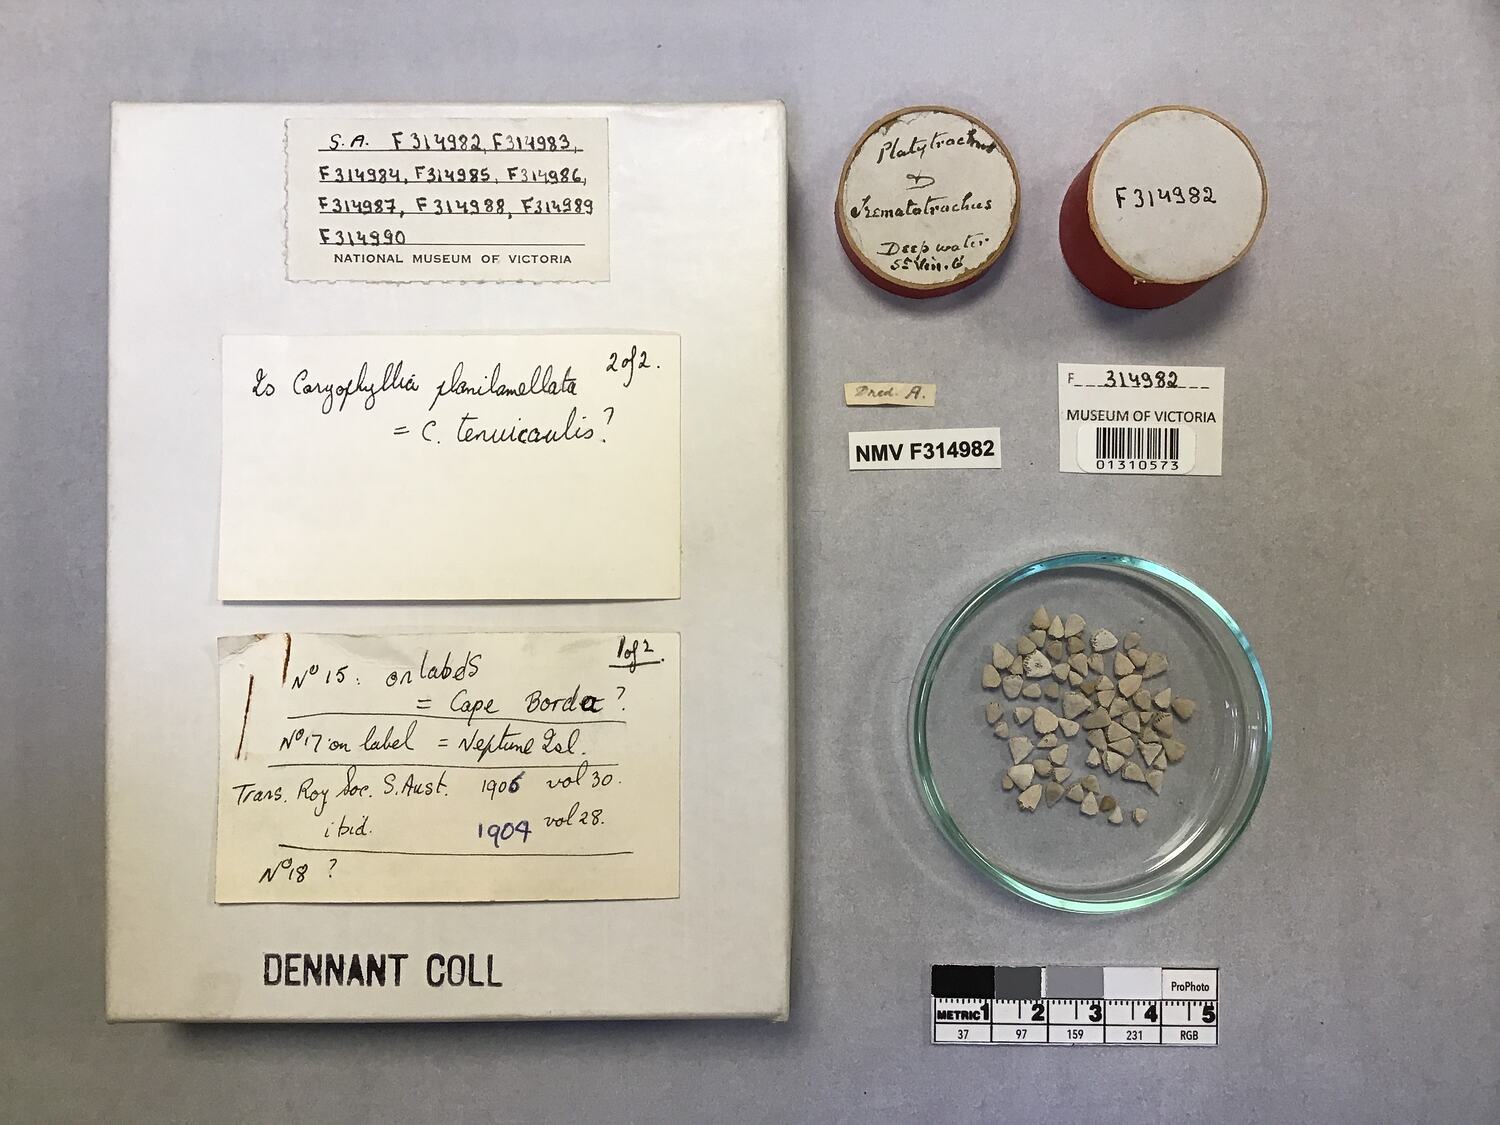 S.A. F314982, F314983,
F314984, F314985, F314986,
F314987, F314988, F314989
F314990
NATIONAL MUSEUM OF VICTORIA
2 of 2.
Is Caryophyllia planilamellata
= C. tenuicaulis?
1 of 2
No 15. on labels
= Cape Borda?
No 17 on label = Neptune Isl.
Trans. Roy Soc. S. Aust. 1906 vol 30.
ibid. 1904 vol 28.
No 18 ?
DENNANT COLL
Platytrochus
&
Trematotrochus
Deep water
F314982
Dred. A.
NMV F314982
F 314982
MUSEUM OF VICTORIA
01310573
ProPhoto
METRIC 1 2 3 4 5
37 97 159 231 RGB